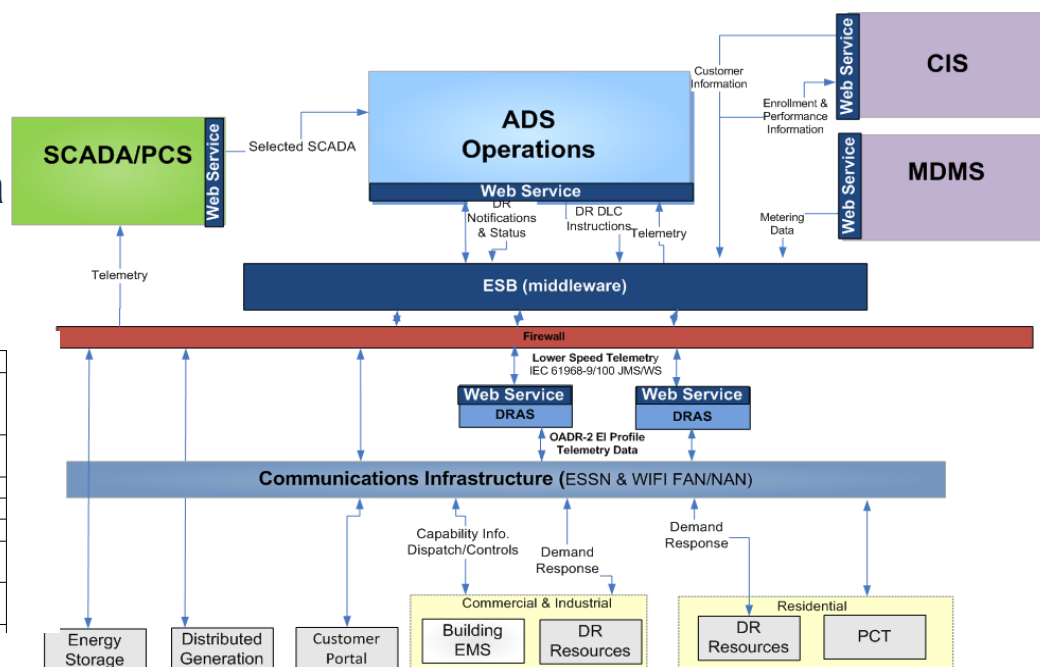 CIS
Web Service
Customer
Information
ADS
Operations
Enrollment &
Performance
Information
SCADA/PCS
Web Service
Selected SCADA
MDMS
Web Service
Web Service
DR
Notifications
& Status
DR DLC
Instructions
Telemetry
Metering
Data
Telemetry
ESB (middleware)
Firewall
Lower Speed Telemetry
IEC 61968-9/100 JMS/WS
Web Service
DRAS
Web Service
DRAS
OADR-2 EI Profile
Telemetry Data
Communications Infrastructure (ESSN & WIFI FAN/NAN)
Capability Info.
Dispatch/Controls
Demand
Response
Demand
Response
Commercial & Industrial
Residential
Energy
Storage
Distributed
Generation
Customer
Portal
Building
EMS
DR
Resources
DR
Resources
PCT